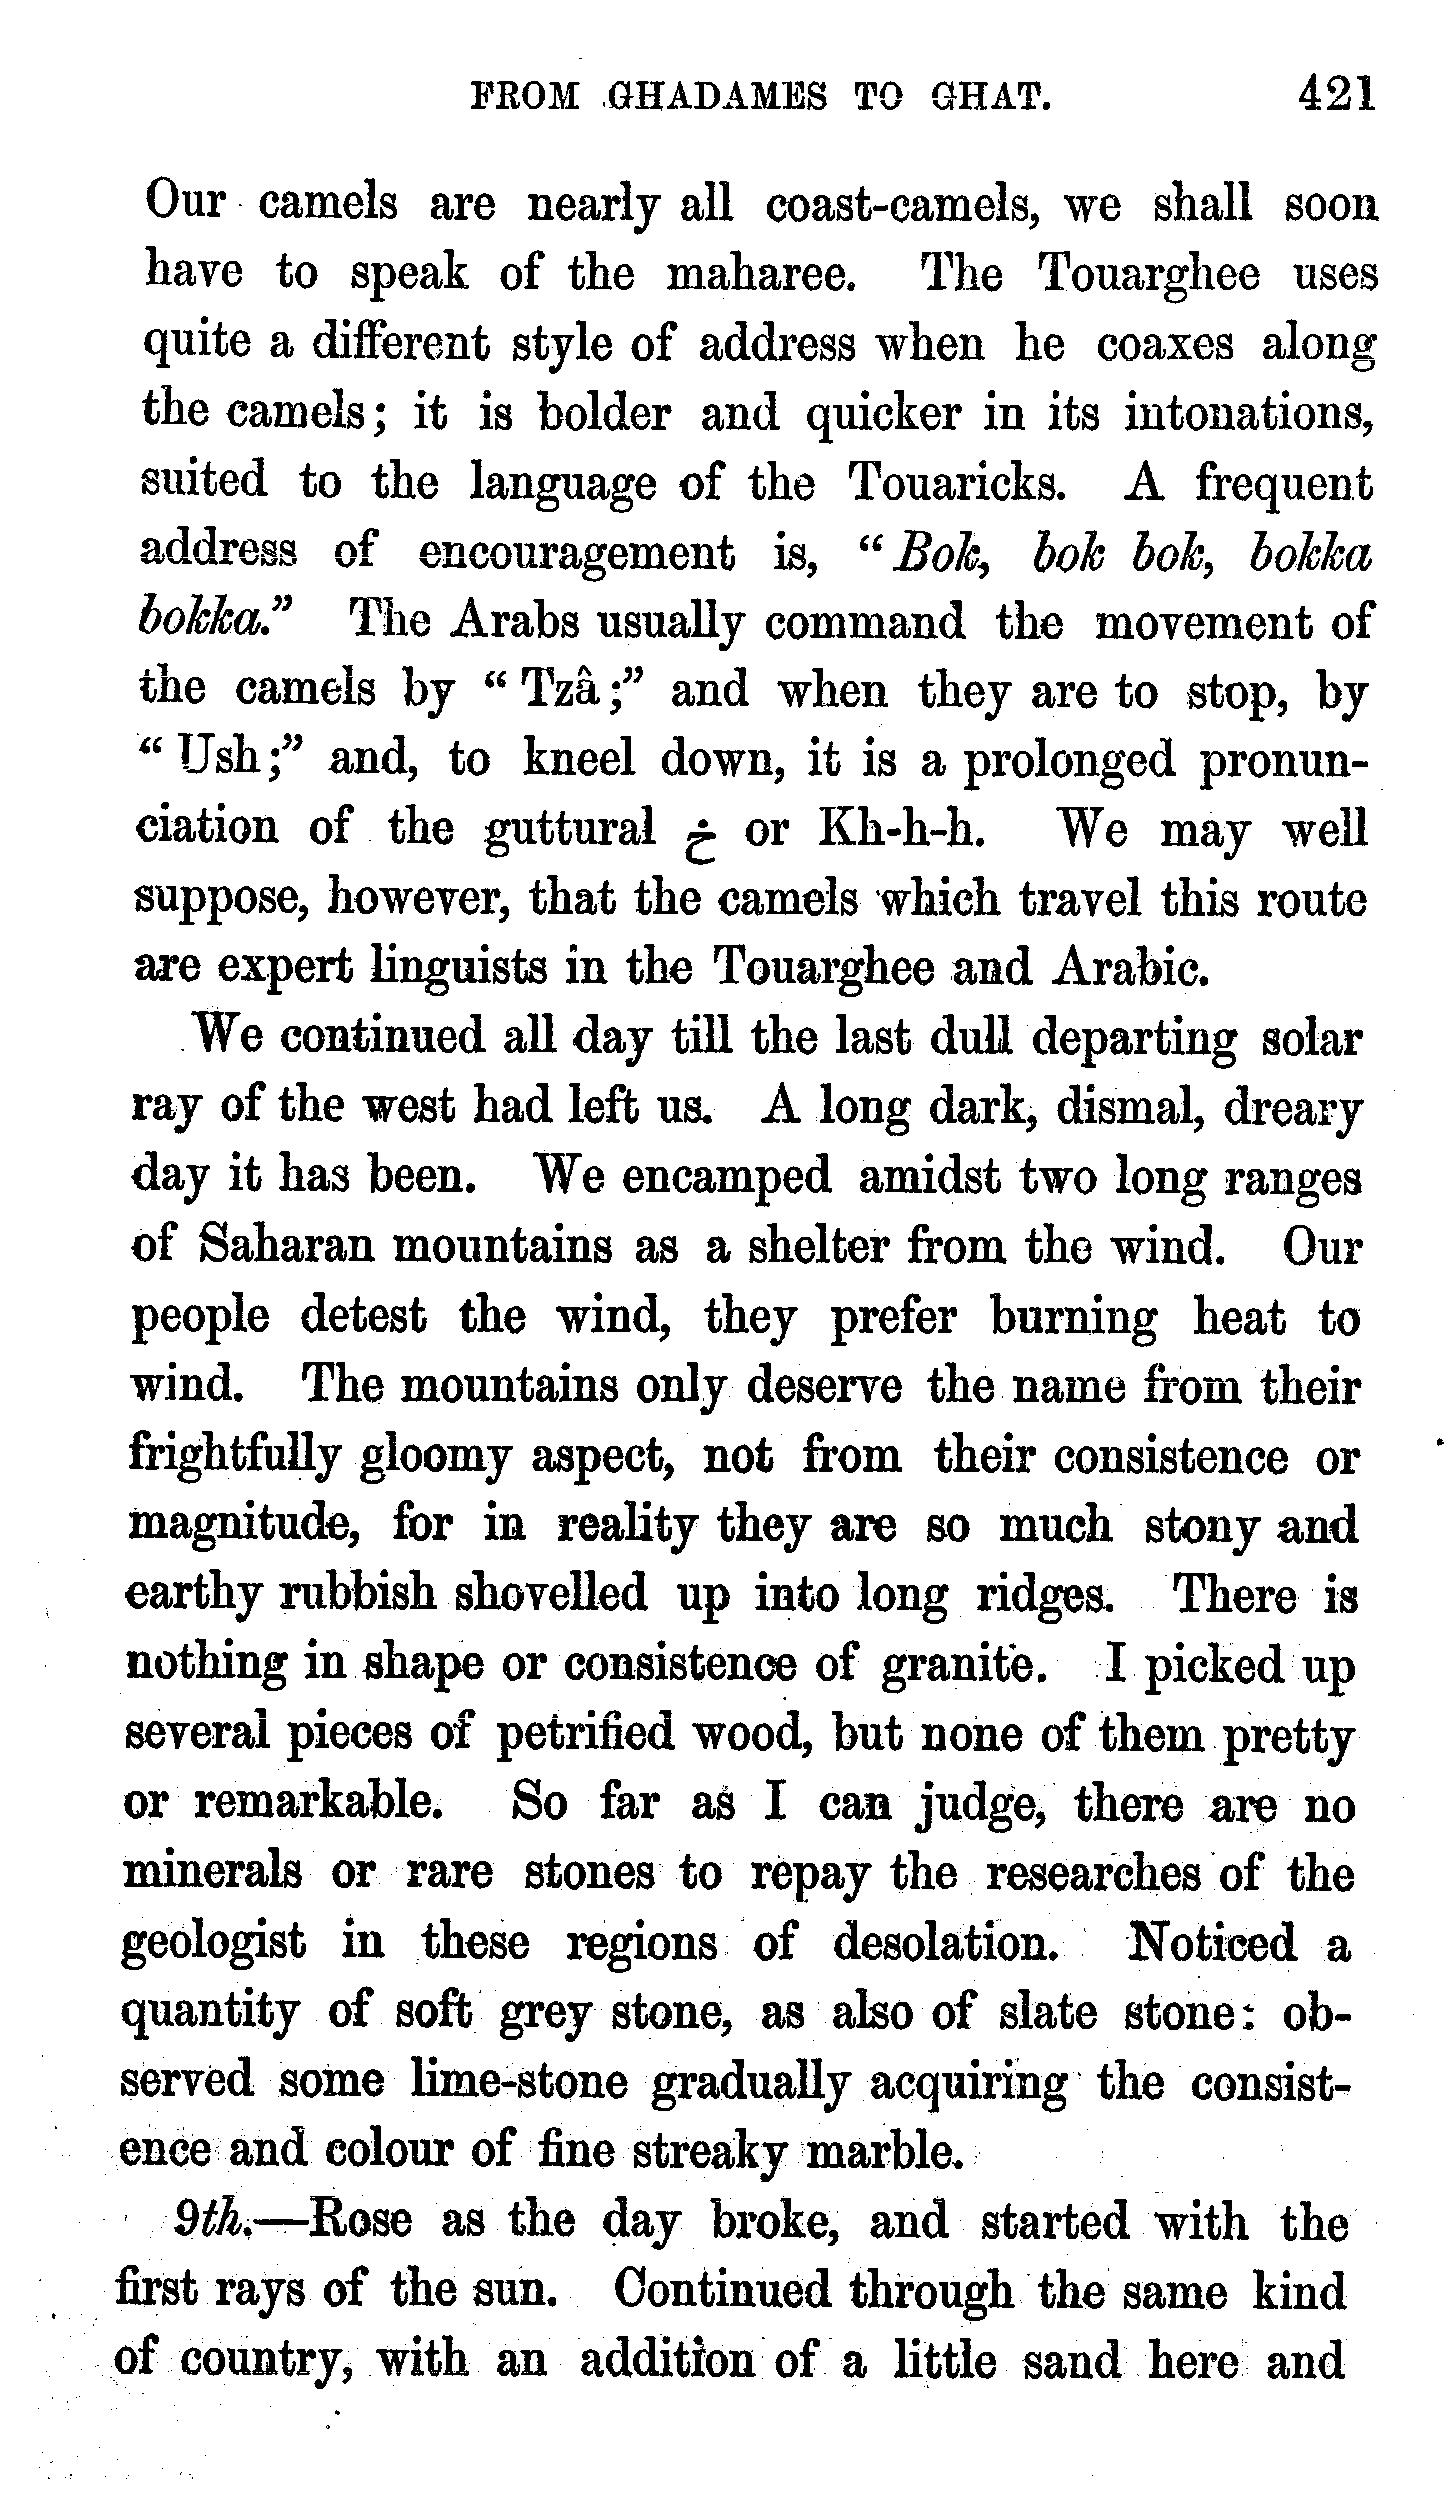 FROM GHADAMES TO GHAT. 421
Our camels are nearly all coast-camels, we shall soon
have to speak of the maharee. The Touarghee uses
quite a different style of address when he coaxes along
the camels; it is bolder and quicker in its intonations,
suited to the language of the Touaricks. A frequent
address of encouragement is, “Bok, bok bok, bokka
bokka.” The Arabs usually command the movement of
the camels by “Tzâ;” and when they are to stop, by
“Ush;” and, to kneel down, it is a prolonged pronun-
ciation of the guttural خ or Kh-h-h. We may well
suppose, however, that the camels which travel this route
are expert linguists in the Touarghee and Arabic.
We continued all day till the last dull departing solar
ray of the west had left us. A long dark, dismal, dreary
day it has been. We encamped amidst two long ranges
of Saharan mountains as a shelter from the wind. Our
people detest the wind, they prefer burning heat to
wind. The mountains only deserve the name from their
frightfully gloomy aspect, not from their consistence or
magnitude, for in reality they are so much stony and
earthy rubbish shovelled up into long ridges. There is
nothing in shape or consistence of granite. I picked up
several pieces of petrified wood, but none of them pretty
or remarkable. So far as I can judge, there are no
minerals or rare stones to repay the researches of the
geologist in these regions of desolation. Noticed a
quantity of soft grey stone, as also of slate stone: ob-
served some lime-stone gradually acquiring the consist-
ence and colour of fine streaky marble.
9th.—Rose as the day broke, and started with the
first rays of the sun. Continued through the same kind
of country, with an addition of a little sand here and